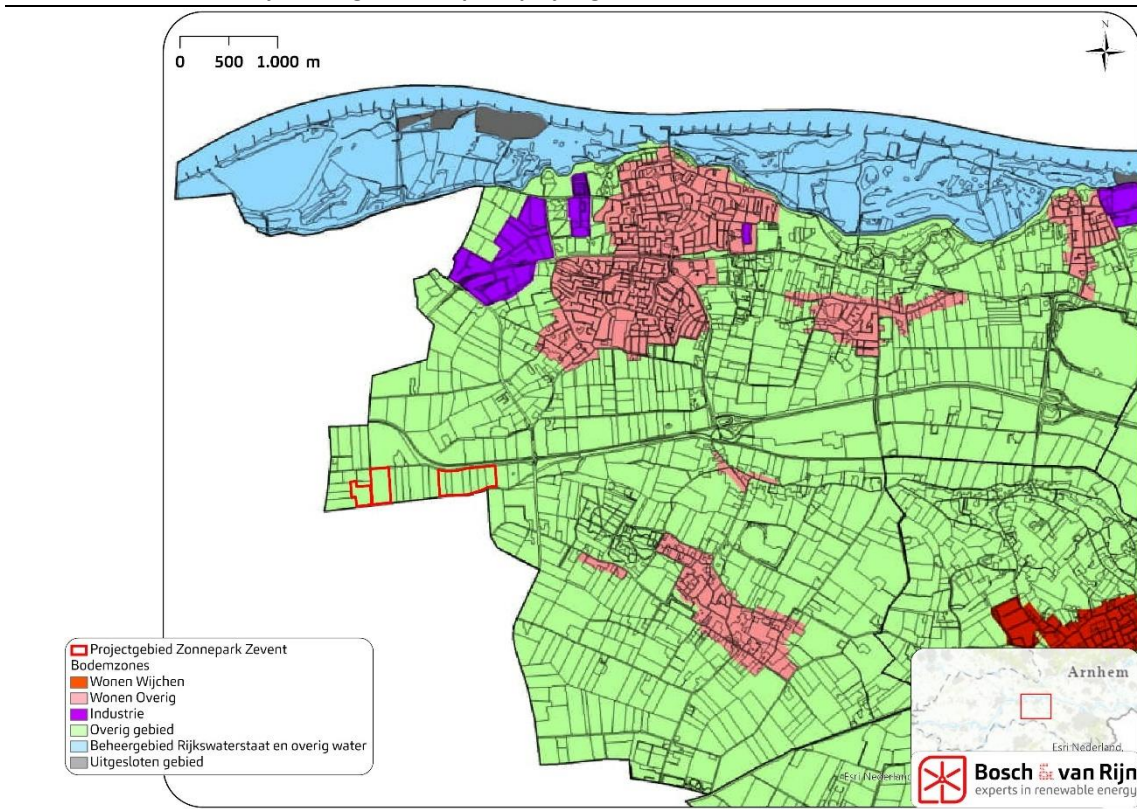 0 500 1.000 m
N
Projectgebied Zonnepark Zevent
Bodemzones
Wonen Wijchen
Wonen Overig
Industrie
Overig gebied
Beheergebied Rijkswaterstaat en overig water
Uitgesloten gebied
Arnhem
Esri Nederland,
Esri Nederland
Bosch & van Rijn
experts in renewable energy